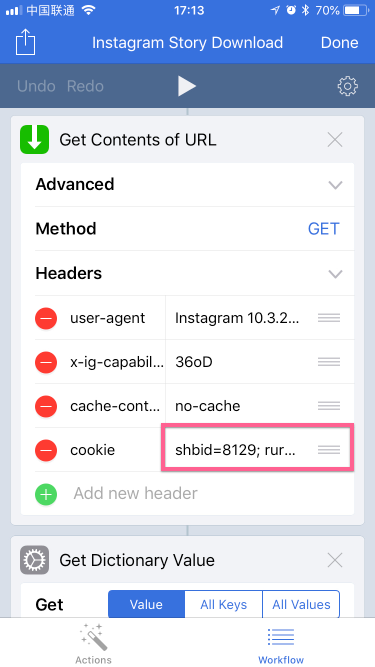 中国联通 17:13 70%
Instagram Story Download Done
Undo Redo
Get Contents of URL
Advanced
Method GET
Headers
user-agent Instagram 10.3.2...
x-ig-capabil... 36oD
cache-cont... no-cache
cookie shbid=8129; rur...
Add new header
Get Dictionary Value
Get Value All Keys All Values
Actions Workflow